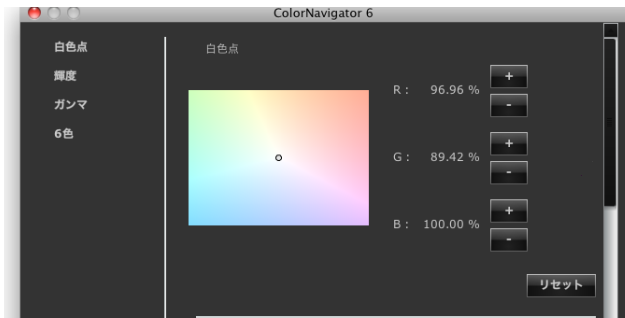 ColorNavigator 6
白色点
輝度
ガンマ
6色
白色点
R : 96.96 %
+
-
G : 89.42 %
+
-
B : 100.00 %
+
-
リセット